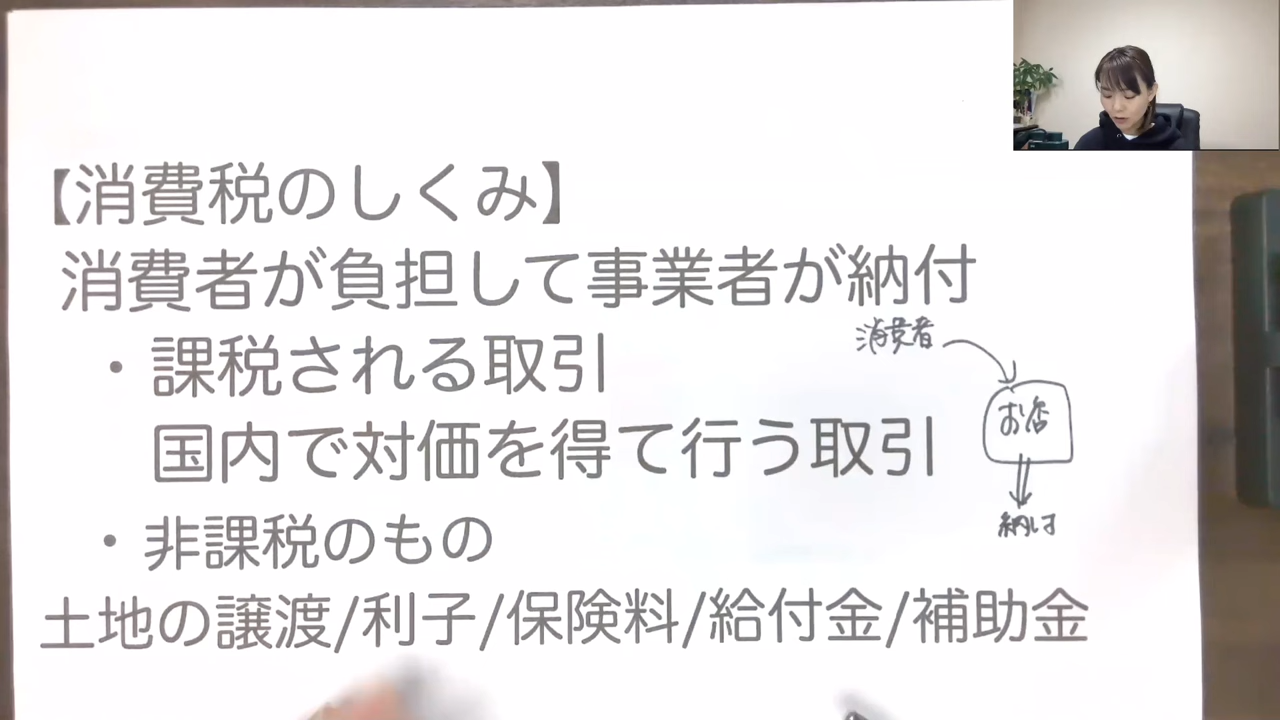 【消費税のしくみ】
消費者が負担して事業者が納付
・課税される取引
国内で対価を得て行う取引
・非課税のもの
土地の譲渡/利子/保険料/給付金/補助金
消費者
お店